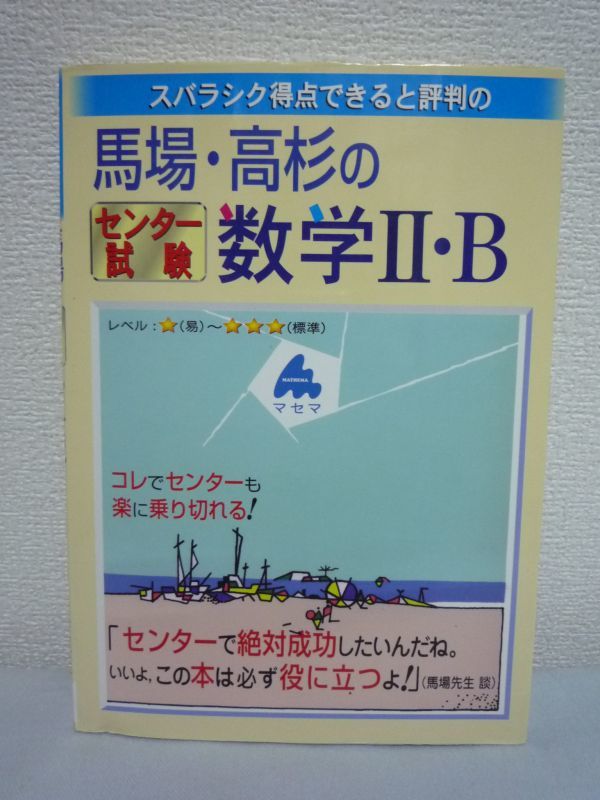 スバラシク得点できると評判の
馬場・高杉の
センター
試験
数学Ⅱ・B
レベル：★(易)～★★★(標準)
MATHEMA
マセマ
コレでセンターも
楽に乗り切れる!
「センターで絶対成功したいんだね。
いいよ,この本は必ず役に立つよ!」(馬場先生 談)